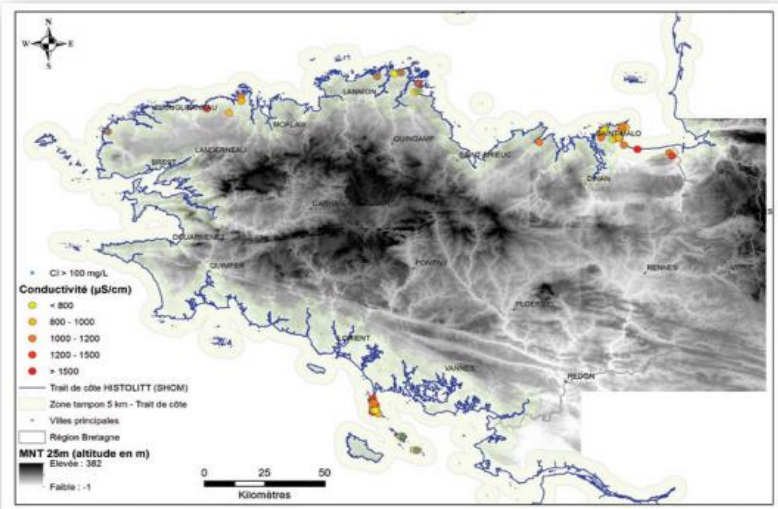 N
W E
S
LANNION
MORLAIX
GUINGAMP
LANDERNEAU
BREST
SAINT-BRIEUC
SAINT-MALO
DINAN
DOUARNENEZ
QUIMPER
PONTIVY
RENNES
LORIENT
VANNES
REDON
Cl > 100 mg/L
Conductivité (µS/cm)
< 800
800 - 1000
1000 - 1200
1200 - 1500
> 1500
Trait de côte HISTOLITT (SHOM)
Zone tampon 5 km - Trait de côte
Villes principales
Région Bretagne
MNT 25m (altitude en m)
Elevée : 382
Faible : -1
0 25 50
Kilomètres